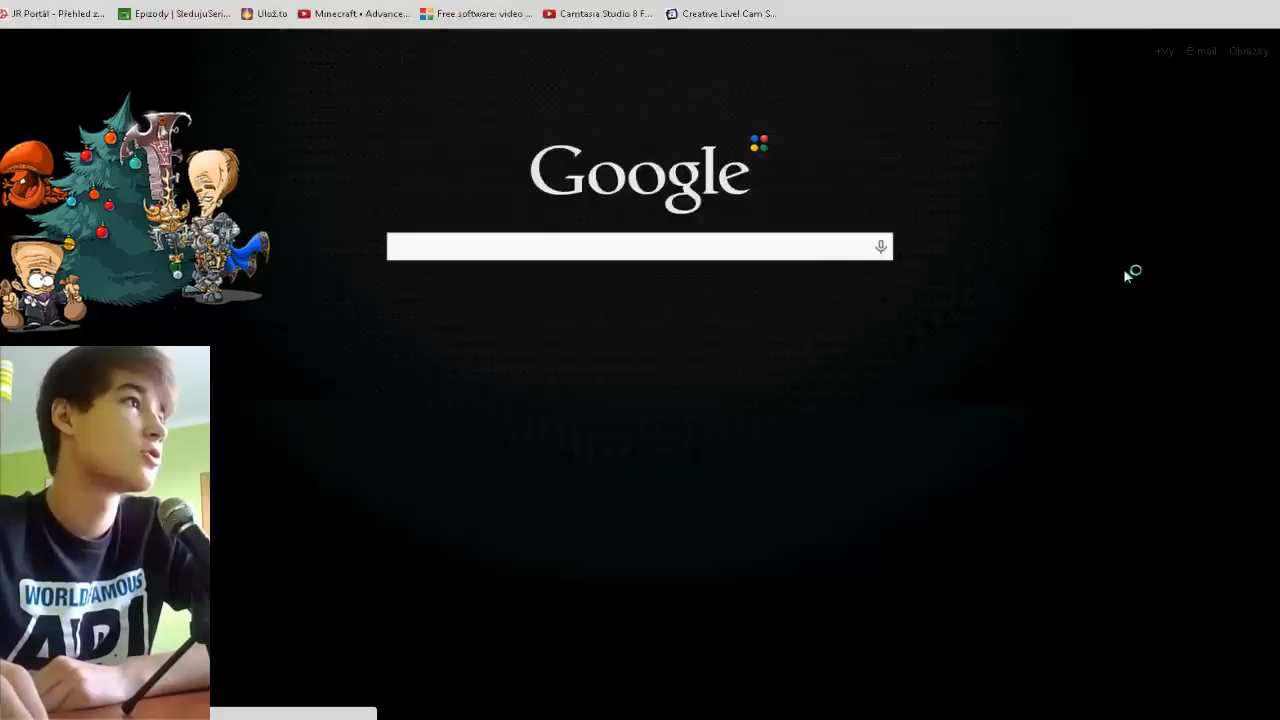 JR Portál - Přehled z... Epizody | SledujuSeri... Ulož.to Minecraft • Advance... Free software: video ... Camtasia Studio 8 F... Creative Live! Cam S...
+Vy E-mail Obrázky
Google
WORLD FAMOUS